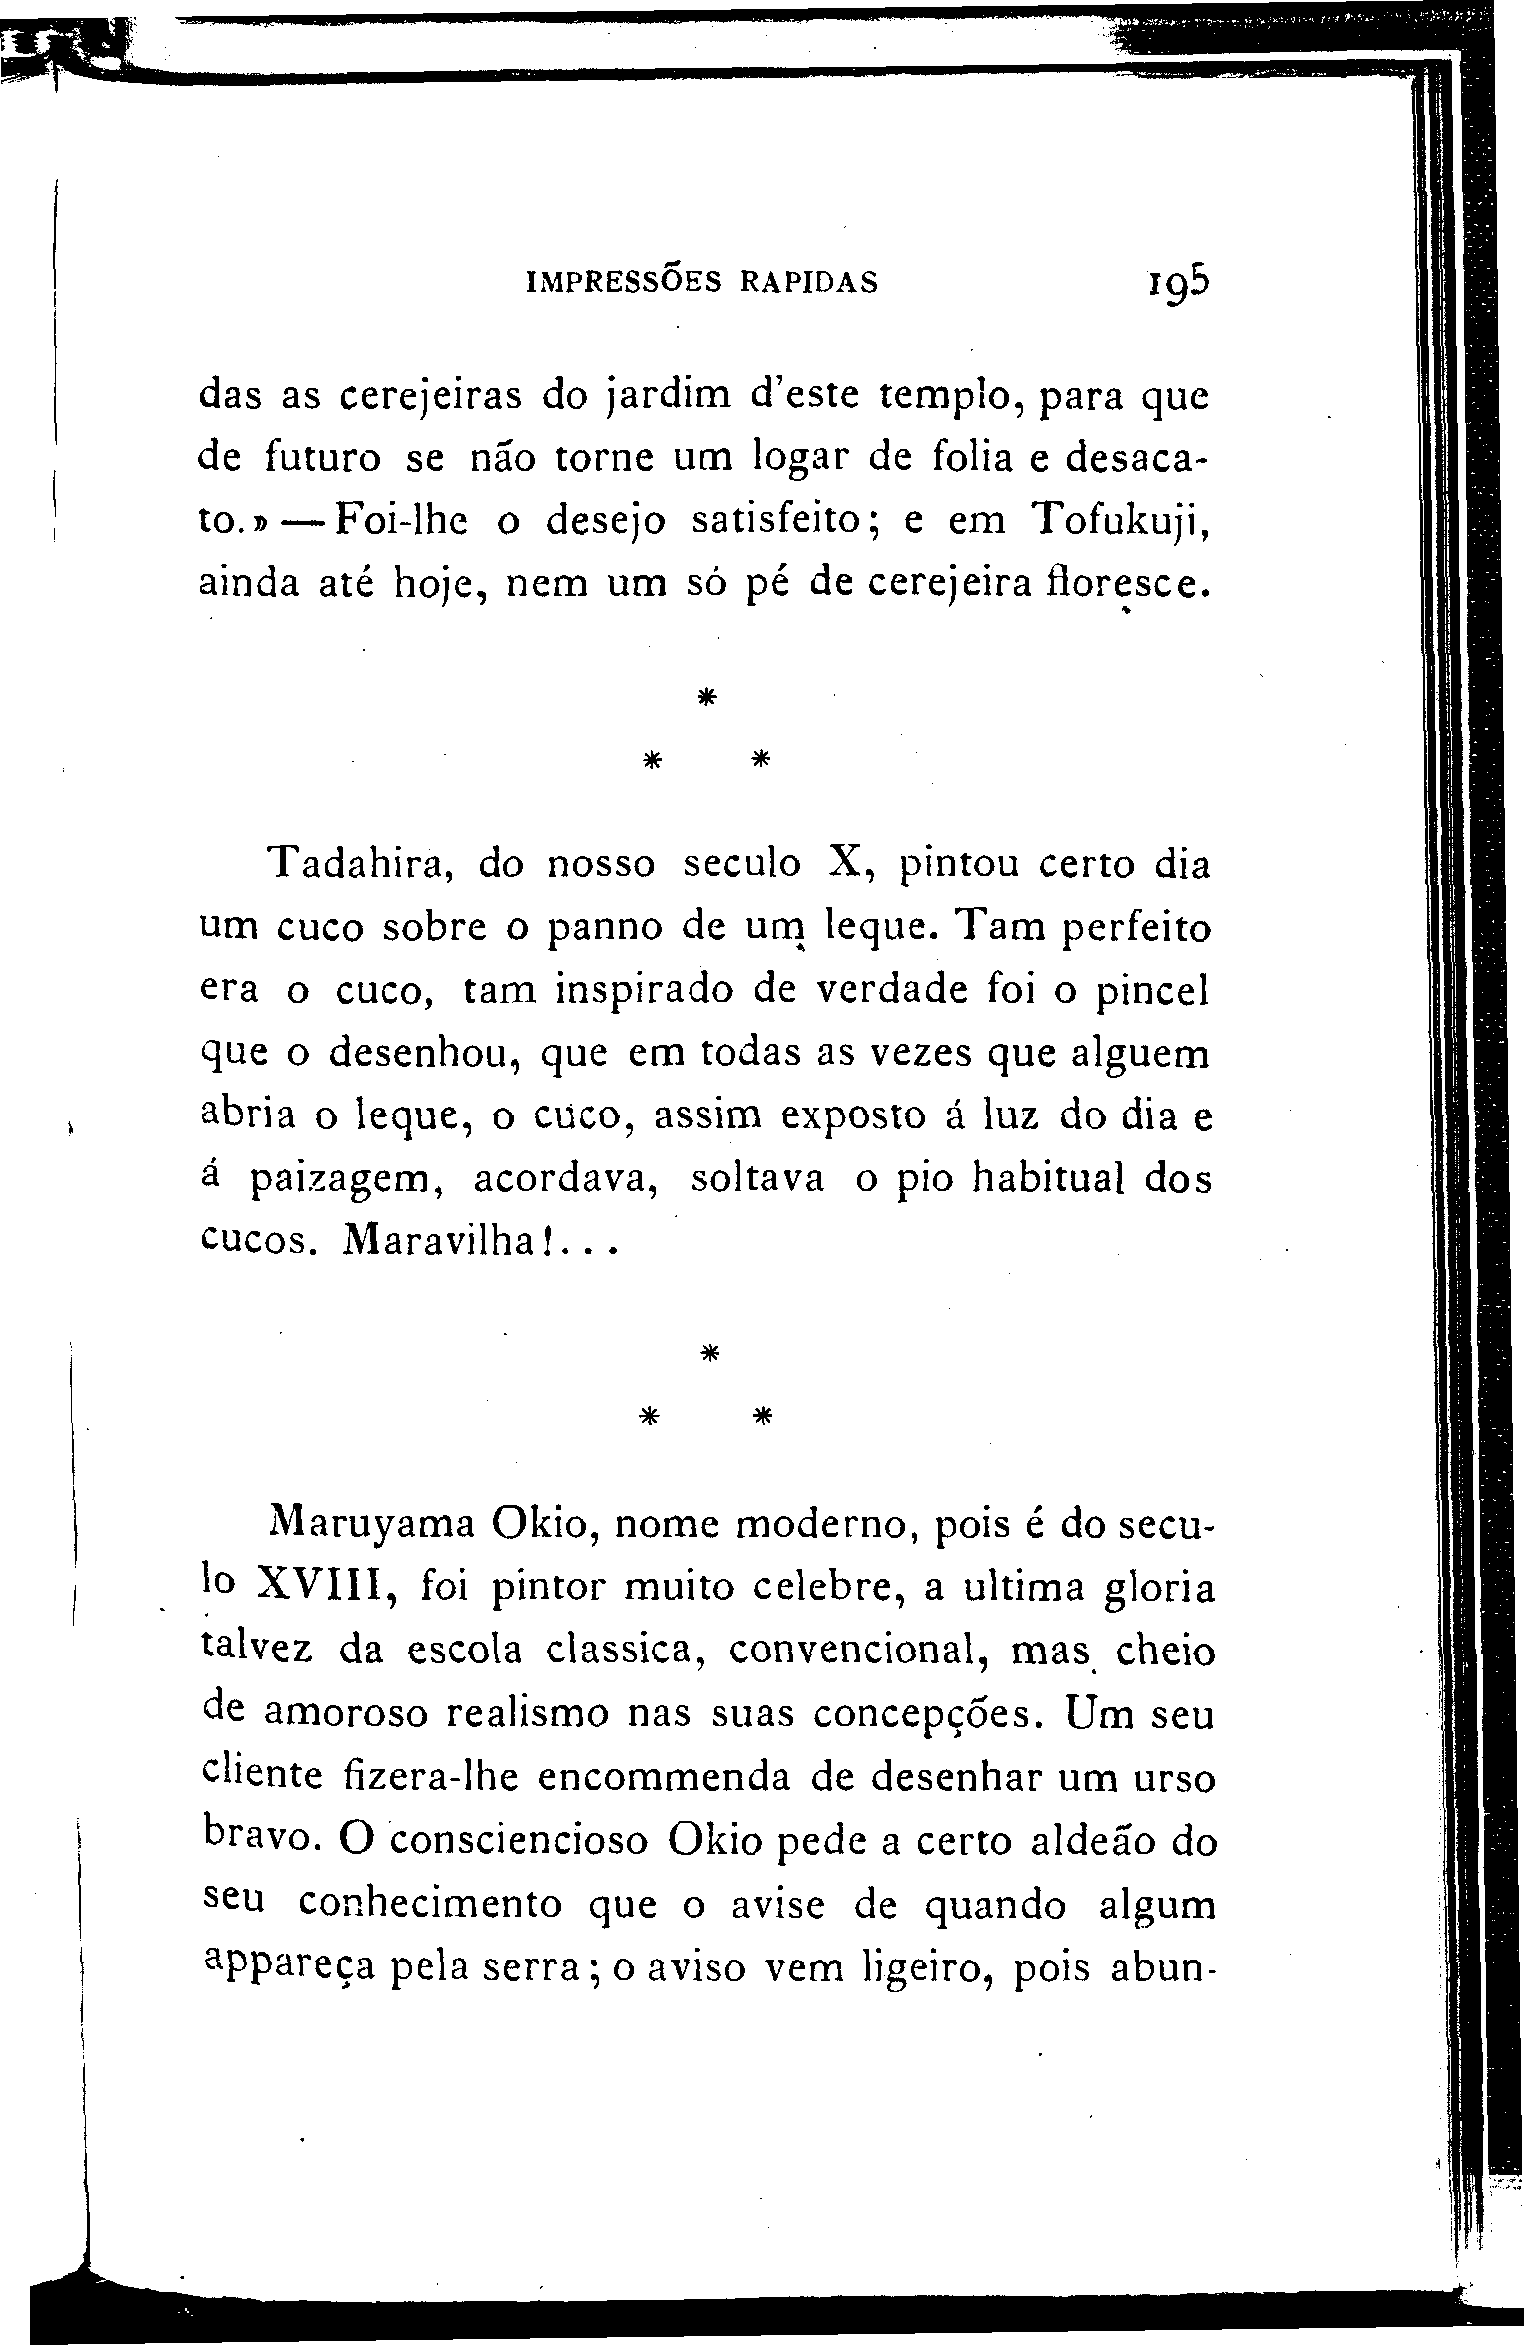 IMPRESSÕES RAPIDAS 195
das as cerejeiras do jardim d'este templo, para que
de futuro se não torne um logar de folia e desaca-
to.» — Foi-lhe o desejo satisfeito; e em Tofukuji,
ainda até hoje, nem um só pé de cerejeira floresce.
*
* *
Tadahira, do nosso seculo X, pintou certo dia
um cuco sobre o panno de um leque. Tam perfeito
era o cuco, tam inspirado de verdade foi o pincel
que o desenhou, que em todas as vezes que alguem
abria o leque, o cuco, assim exposto á luz do dia e
á paizagem, acordava, soltava o pio habitual dos
cucos. Maravilha!...
*
* *
Maruyama Okio, nome moderno, pois é do secu-
lo XVIII, foi pintor muito celebre, a ultima gloria
talvez da escola classica, convencional, mas cheio
de amoroso realismo nas suas concepções. Um seu
cliente fizera-lhe encommenda de desenhar um urso
bravo. O consciencioso Okio pede a certo aldeão do
seu conhecimento que o avise de quando algum
appareça pela serra; o aviso vem ligeiro, pois abun-